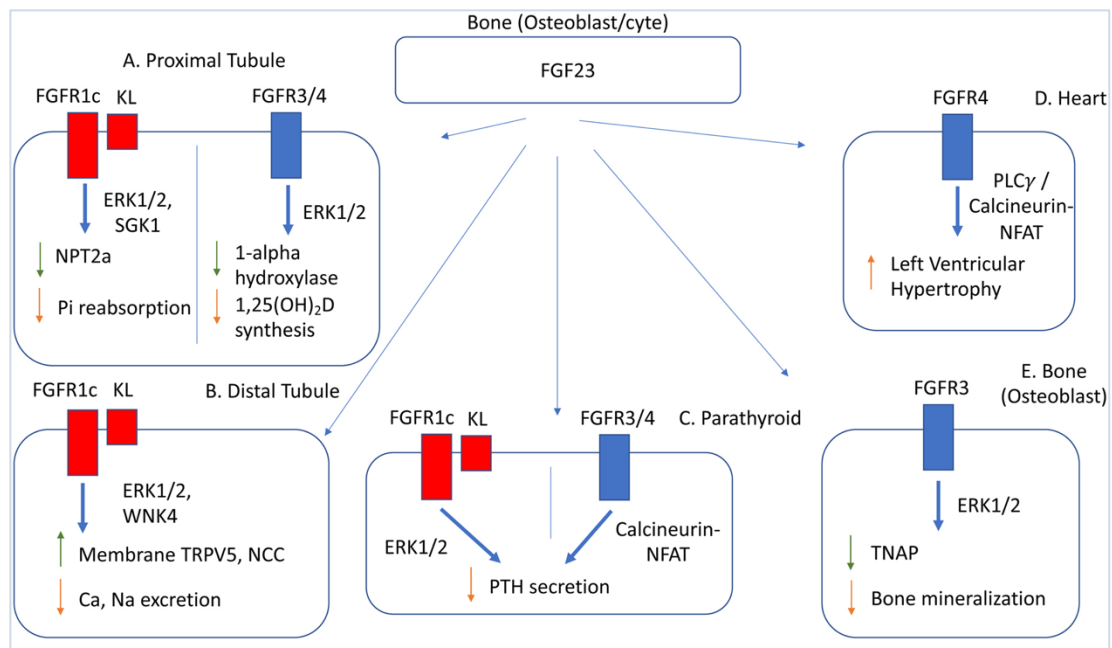 Bone (Osteoblast/cyte)
FGF23
A. Proximal Tubule
FGFR1c
KL
FGFR3/4
ERK1/2,
SGK1
ERK1/2
NPT2a
Pi reabsorption
1-alpha
hydroxylase
1,25(OH)₂D
synthesis
FGFR4
D. Heart
PLCγ /
Calcineurin-
NFAT
Left Ventricular
Hypertrophy
FGFR1c
KL
B. Distal Tubule
ERK1/2,
WNK4
Membrane TRPV5, NCC
Ca, Na excretion
FGFR1c
KL
FGFR3/4
C. Parathyroid
ERK1/2
Calcineurin-
NFAT
PTH secretion
FGFR3
E. Bone
(Osteoblast)
ERK1/2
TNAP
Bone mineralization